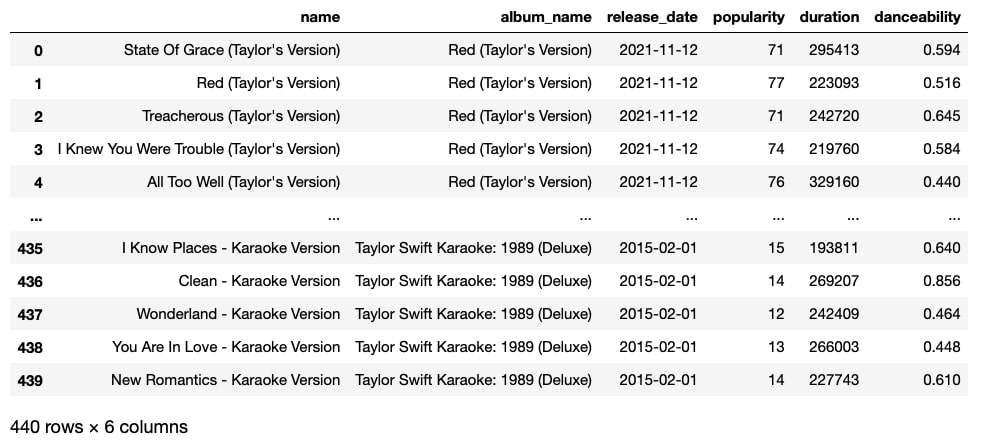 name album_name release_date popularity duration danceability
0 State Of Grace (Taylor's Version) Red (Taylor's Version) 2021-11-12 71 295413 0.594
1 Red (Taylor's Version) Red (Taylor's Version) 2021-11-12 77 223093 0.516
2 Treacherous (Taylor's Version) Red (Taylor's Version) 2021-11-12 71 242720 0.645
3 I Knew You Were Trouble (Taylor's Version) Red (Taylor's Version) 2021-11-12 74 219760 0.584
4 All Too Well (Taylor's Version) Red (Taylor's Version) 2021-11-12 76 329160 0.440
... ... ... ... ... ... ...
435 I Know Places - Karaoke Version Taylor Swift Karaoke: 1989 (Deluxe) 2015-02-01 15 193811 0.640
436 Clean - Karaoke Version Taylor Swift Karaoke: 1989 (Deluxe) 2015-02-01 14 269207 0.856
437 Wonderland - Karaoke Version Taylor Swift Karaoke: 1989 (Deluxe) 2015-02-01 12 242409 0.464
438 You Are In Love - Karaoke Version Taylor Swift Karaoke: 1989 (Deluxe) 2015-02-01 13 266003 0.448
439 New Romantics - Karaoke Version Taylor Swift Karaoke: 1989 (Deluxe) 2015-02-01 14 227743 0.610
440 rows × 6 columns